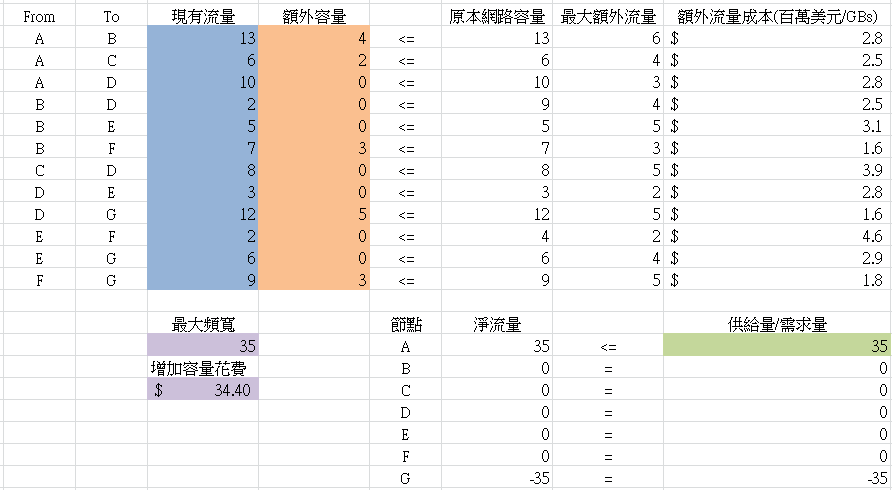 From To 現有流量 額外容量 原本網路容量 最大額外流量 額外流量成本(百萬美元/GBs)
A B 13 4 <= 13 6 $ 2.8
A C 6 2 <= 6 4 $ 2.5
A D 10 0 <= 10 3 $ 2.8
B D 2 0 <= 9 4 $ 2.5
B E 5 0 <= 5 5 $ 3.1
B F 7 3 <= 7 3 $ 1.6
C D 8 0 <= 8 5 $ 3.9
D E 3 0 <= 3 2 $ 2.8
D G 12 5 <= 12 5 $ 1.6
E F 2 0 <= 4 2 $ 4.6
E G 6 0 <= 6 4 $ 2.9
F G 9 3 <= 9 5 $ 1.8
最大頻寬 節點 淨流量 供給量/需求量
35 A 35 <= 35
增加容量花費 B 0 = 0
$ 34.40 C 0 = 0
D 0 = 0
E 0 = 0
F 0 = 0
G -35 = -35